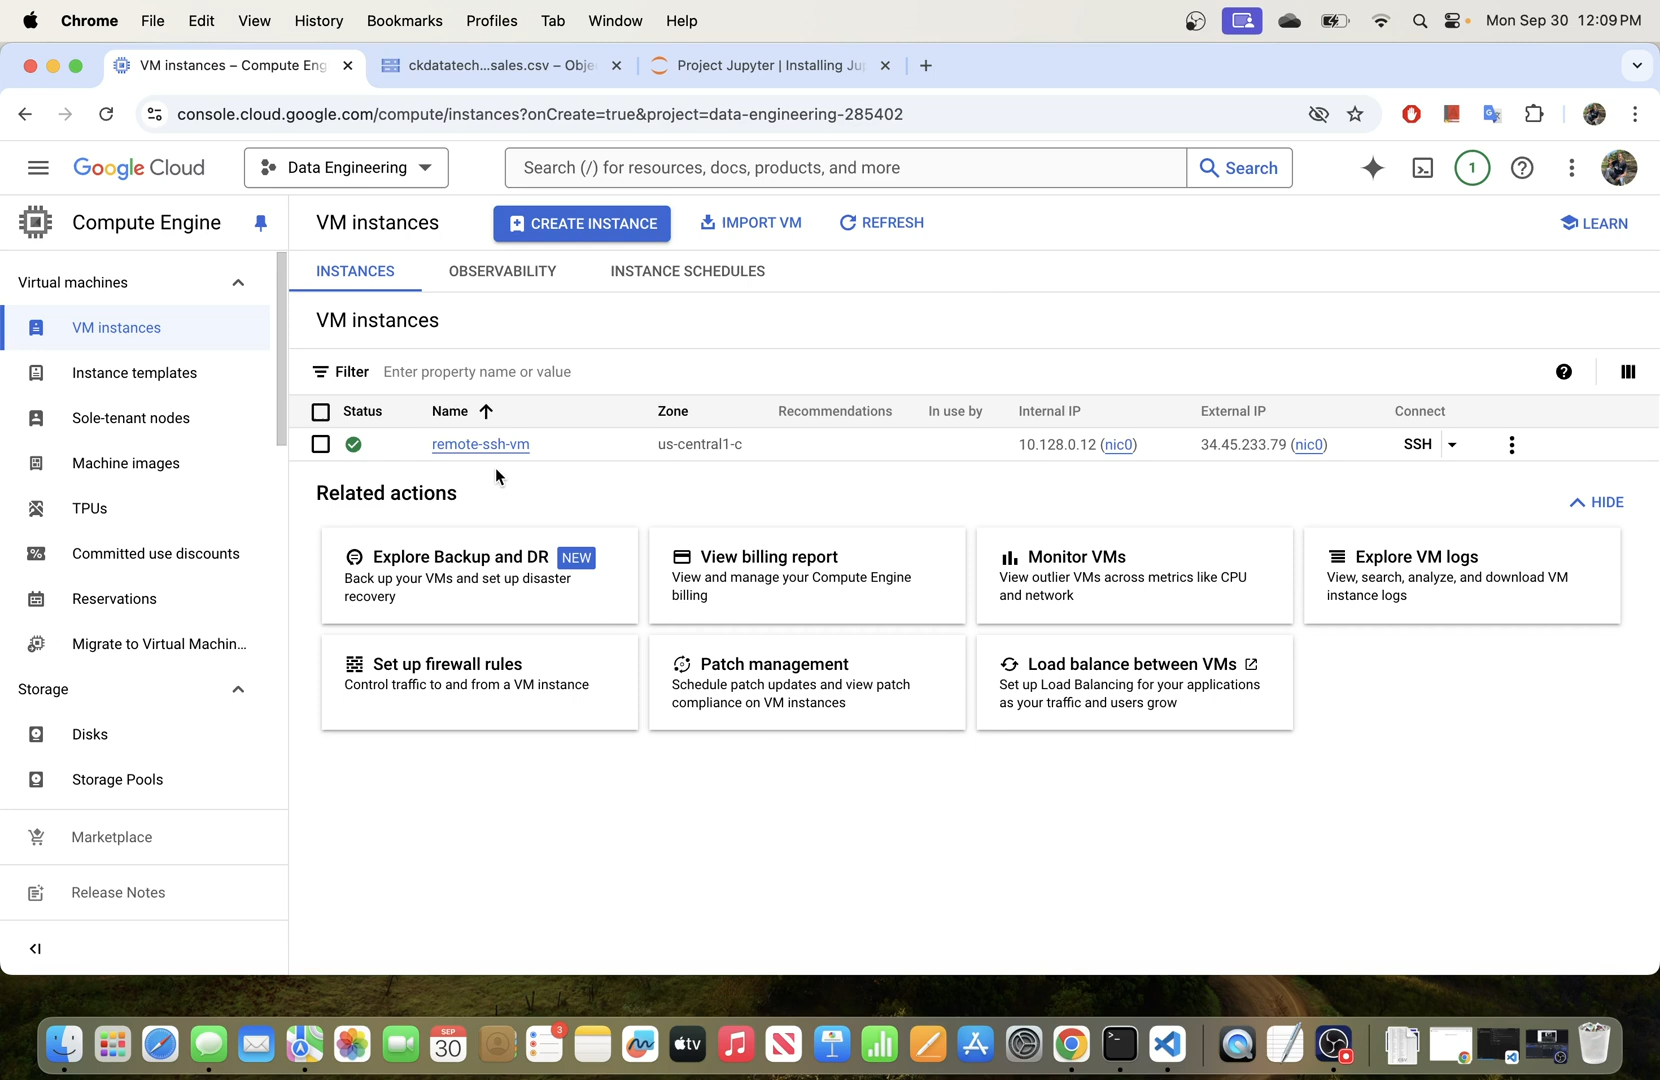 Chrome File Edit View History Bookmarks Profiles Tab Window Help Mon Sep 30 12:09 PM
VM instances – Compute Eng ckdatatech...sales.csv – Obje Project Jupyter | Installing Ju
console.cloud.google.com/compute/instances?onCreate=true&project=data-engineering-285402
Google Cloud Data Engineering Search (/) for resources, docs, products, and more Search 1
Compute Engine VM instances CREATE INSTANCE IMPORT VM REFRESH LEARN
INSTANCES OBSERVABILITY INSTANCE SCHEDULES
Virtual machines
VM instances
Instance templates
Sole-tenant nodes
Machine images
TPUs
Committed use discounts
Reservations
Migrate to Virtual Machin...
Storage
Disks
Storage Pools
Marketplace
Release Notes
VM instances
Filter Enter property name or value
Status Name Zone Recommendations In use by Internal IP External IP Connect
remote-ssh-vm us-central1-c 10.128.0.12 (nic0) 34.45.233.79 (nic0) SSH
Related actions
HIDE
Explore Backup and DR NEW
Back up your VMs and set up disaster
recovery
View billing report
View and manage your Compute Engine
billing
Monitor VMs
View outlier VMs across metrics like CPU
and network
Explore VM logs
View, search, analyze, and download VM
instance logs
Set up firewall rules
Control traffic to and from a VM instance
Patch management
Schedule patch updates and view patch
compliance on VM instances
Load balance between VMs
Set up Load Balancing for your applications
as your traffic and users grow
SEP
30
3
tv